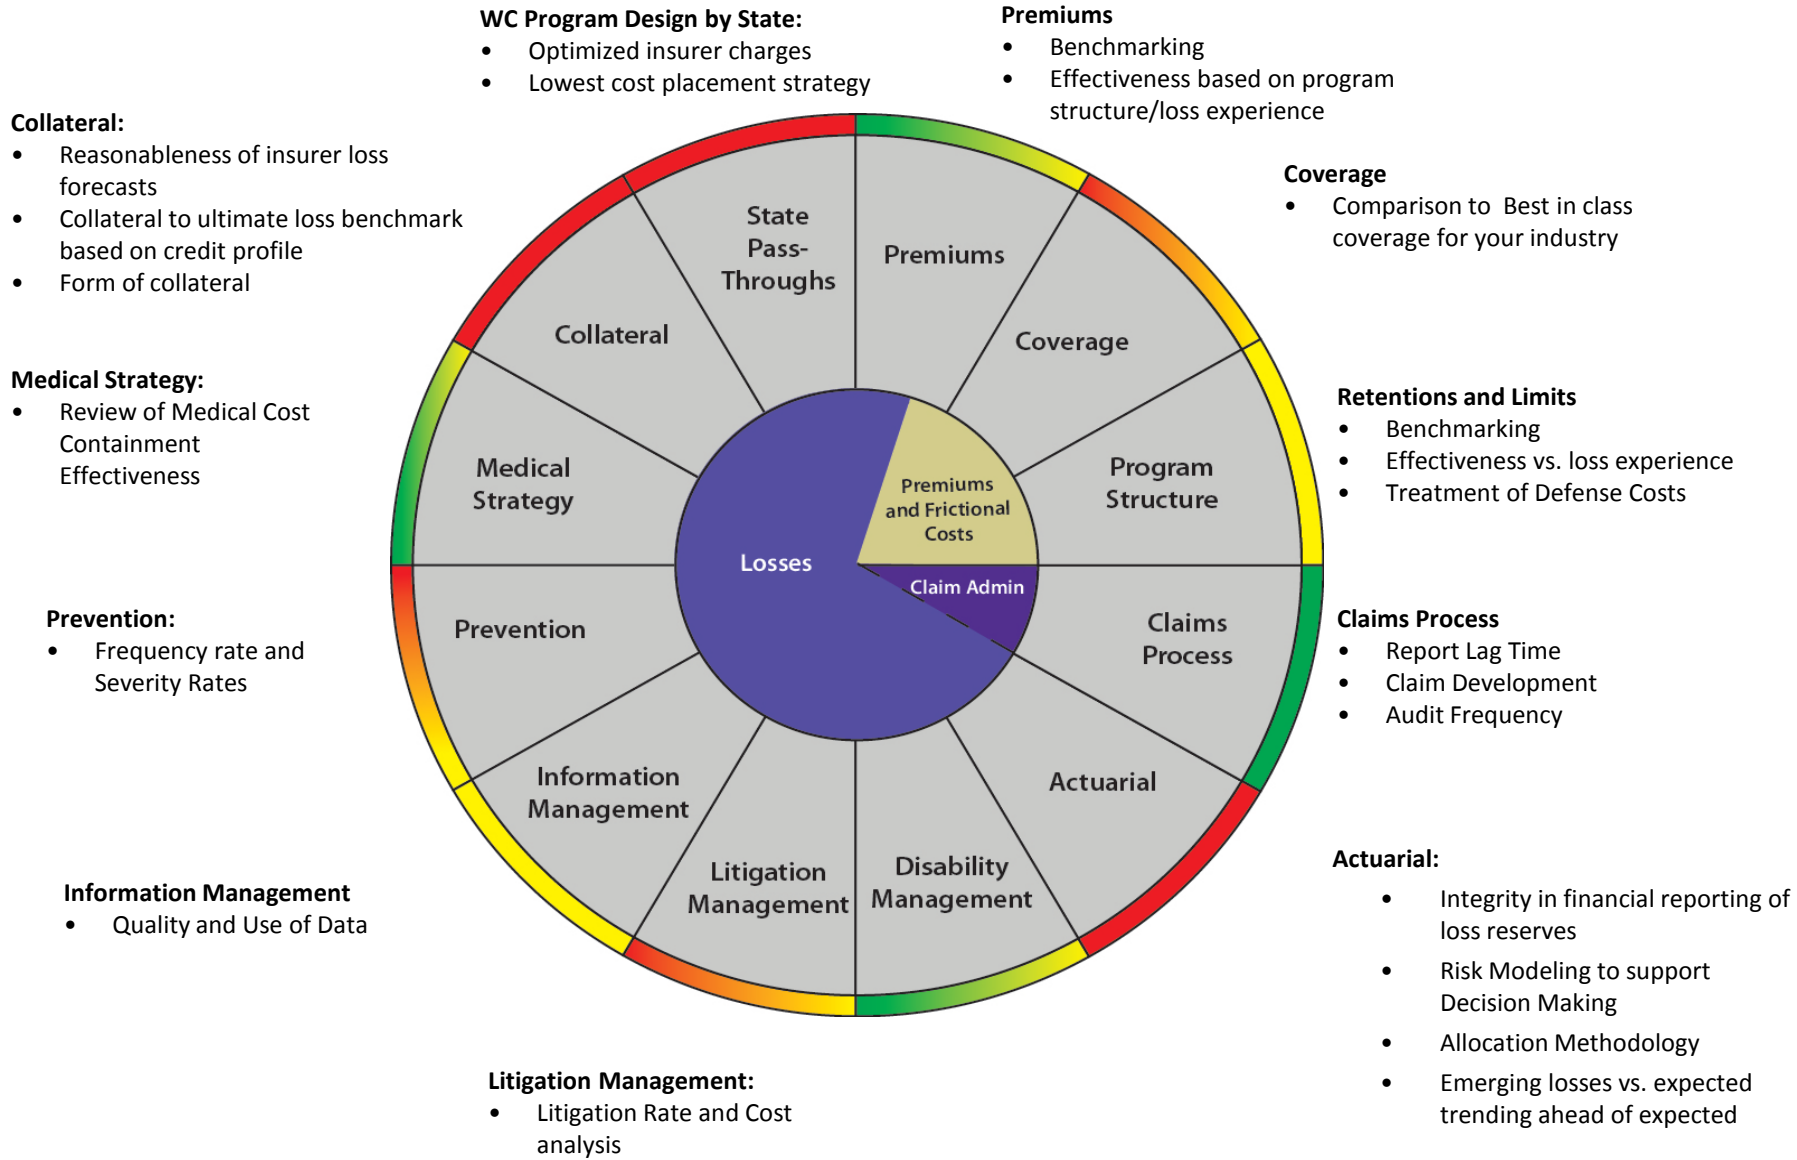 WC Program Design by State:
• Optimized insurer charges
• Lowest cost placement strategy
Premiums
• Benchmarking
• Effectiveness based on program
structure/loss experience
Collateral:
• Reasonableness of insurer loss
forecasts
• Collateral to ultimate loss benchmark
based on credit profile
• Form of collateral
Coverage
• Comparison to  Best in class
coverage for your industry
Medical Strategy:
• Review of Medical Cost
Containment
Effectiveness
Retentions and Limits
• Benchmarking
• Effectiveness vs. loss experience
• Treatment of Defense Costs
Prevention:
• Frequency rate and
Severity Rates
Claims Process
• Report Lag Time
• Claim Development
• Audit Frequency
Information Management
• Quality and Use of Data
Actuarial:
• Integrity in financial reporting of
loss reserves
• Risk Modeling to support
Decision Making
• Allocation Methodology
• Emerging losses vs. expected
trending ahead of expected
Litigation Management:
• Litigation Rate and Cost
analysis
State
Pass-
Throughs
Premiums
Coverage
Program
Structure
Claims
Process
Actuarial
Disability
Management
Litigation
Management
Information
Management
Prevention
Medical
Strategy
Collateral
Losses
Premiums
and Frictional
Costs
Claim Admin